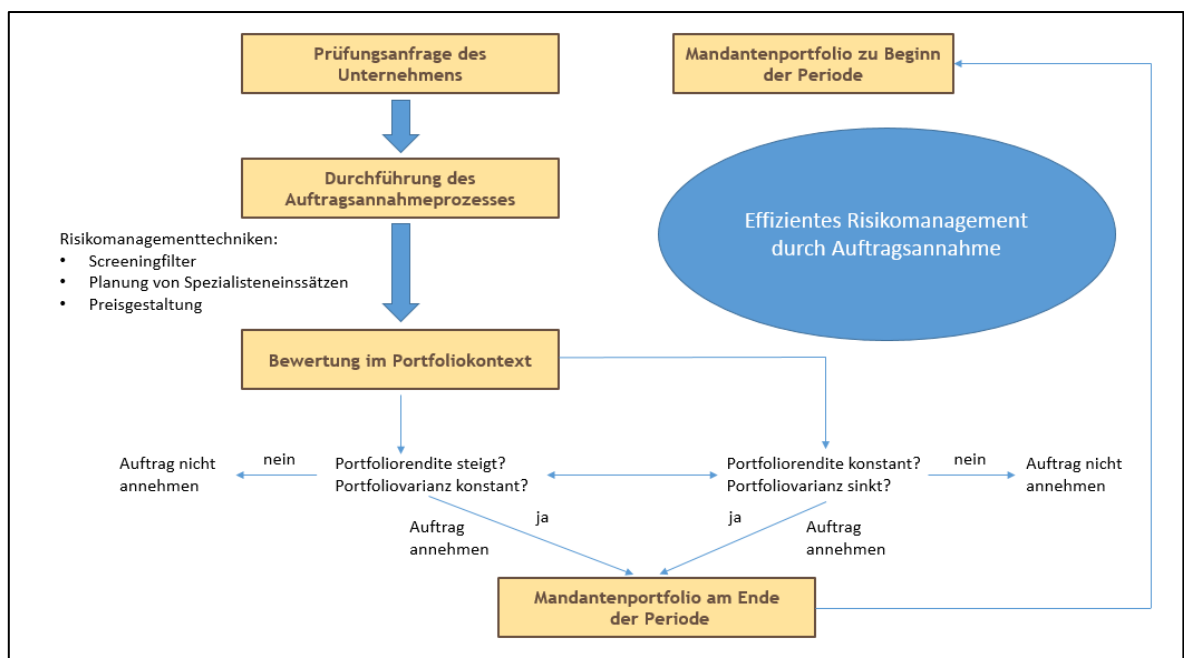 Prüfungsanfrage des
Unternehmens
Mandantenportfolio zu Beginn
der Periode
Durchführung des
Auftragsannahmeprozesses
Effizientes Risikomanagement
durch Auftragsannahme
Risikomanagementtechniken:
• Screeningfilter
• Planung von Spezialisteneinssätzen
• Preisgestaltung
Bewertung im Portfoliokontext
Auftrag nicht
annehmen
nein
Portfoliorendite steigt?
Portfoliovarianz konstant?
Portfoliorendite konstant?
Portfoliovarianz sinkt?
nein
Auftrag nicht
annehmen
Auftrag
annehmen
ja
ja
Auftrag
annehmen
Mandantenportfolio am Ende
der Periode